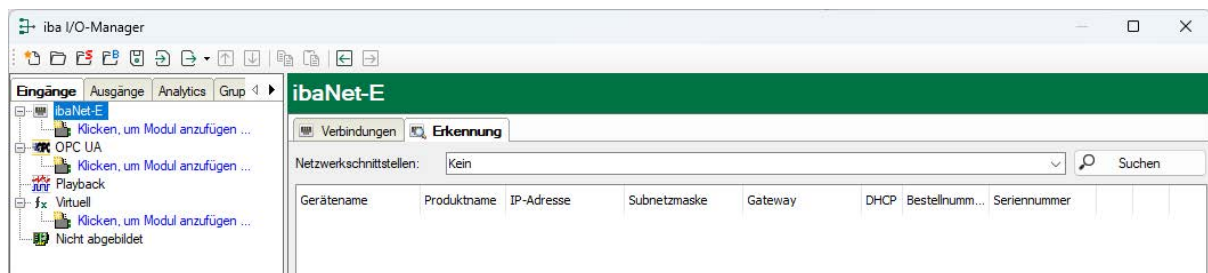 iba I/O-Manager
Eingänge Ausgänge Analytics Grup
ibaNet-E
Klicken, um Modul anzufügen ...
OPC UA
Klicken, um Modul anzufügen ...
Playback
Virtuell
Klicken, um Modul anzufügen ...
Nicht abgebildet
ibaNet-E
Verbindungen Erkennung
Netzwerkschnittstellen: Kein Suchen
Gerätename Produktname IP-Adresse Subnetzmaske Gateway DHCP Bestellnumm... Seriennummer